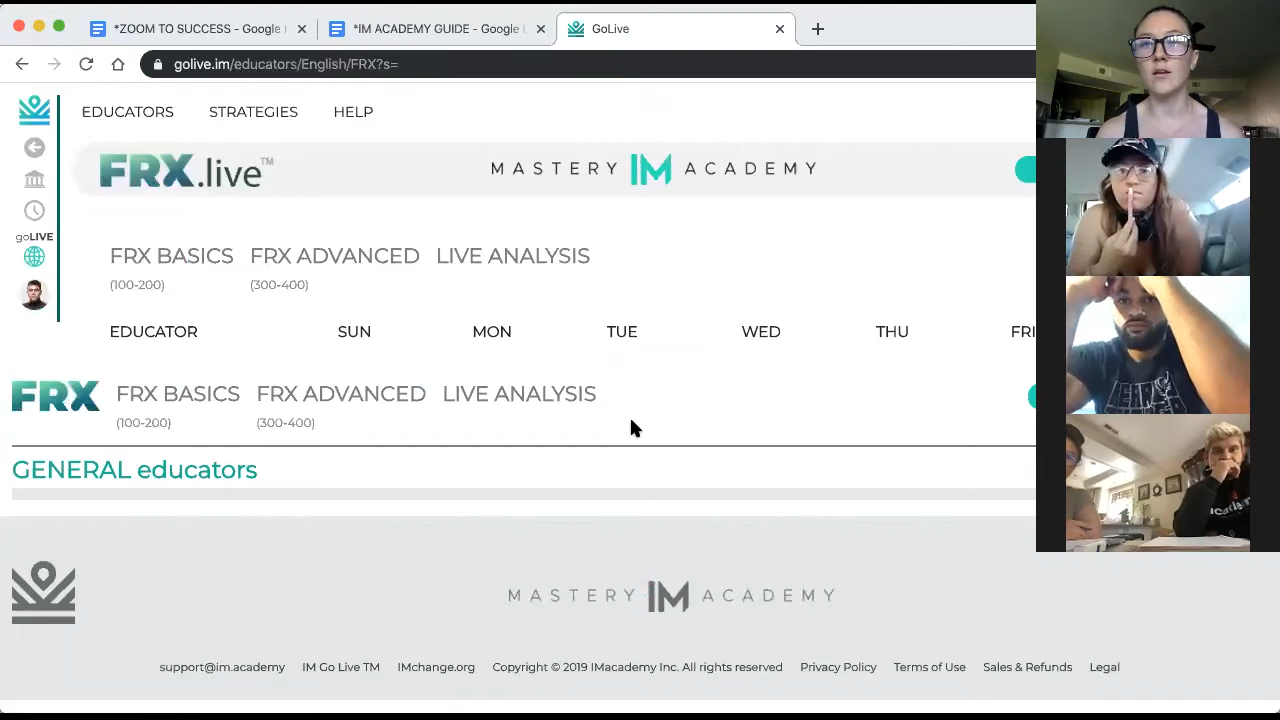 *ZOOM TO SUCCESS - Google
*IM ACADEMY GUIDE - Google
GoLive
golive.im/educators/English/FRX?s=
EDUCATORS STRATEGIES HELP
FRX.live™
MASTERY IM ACADEMY
goLIVE
FRX BASICS FRX ADVANCED LIVE ANALYSIS
(100-200) (300-400)
EDUCATOR SUN MON TUE WED THU FRI
FRX FRX BASICS FRX ADVANCED LIVE ANALYSIS
(100-200) (300-400)
GENERAL educators
MASTERY IM ACADEMY
support@im.academy IM Go Live TM IMchange.org Copyright © 2019 IMacademy Inc. All rights reserved Privacy Policy Terms of Use Sales & Refunds Legal